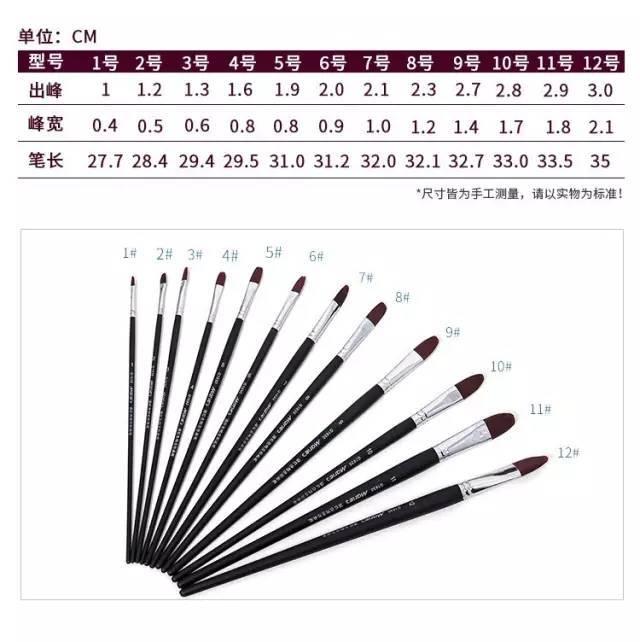 单位：CM
型号 1号 2号 3号 4号 5号 6号 7号 8号 9号 10号 11号 12号
出峰 1 1.2 1.3 1.6 1.9 2.0 2.1 2.3 2.7 2.8 2.9 3.0
峰宽 0.4 0.5 0.6 0.8 0.8 0.9 1.0 1.2 1.4 1.7 1.8 2.1
笔长 27.7 28.4 29.4 29.5 31.0 31.2 32.0 32.1 32.7 33.0 33.5 35
*尺寸皆为手工测量，请以实物为标准！
1# 2# 3# 4# 5# 6#
7#
8#
9#
10#
11#
12#